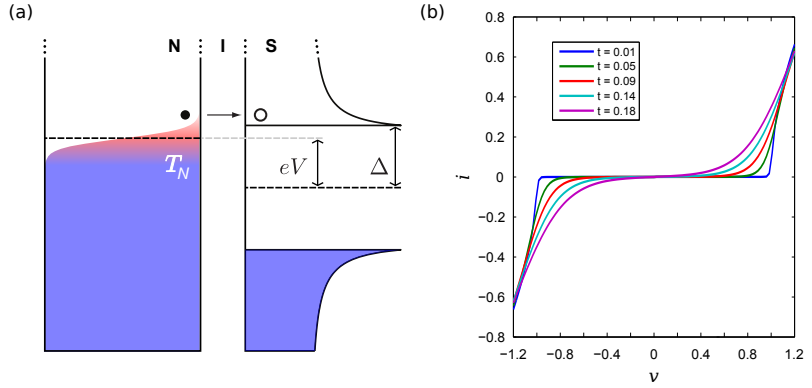 (a)
N I S
T_N
eV
Δ
(b)
0.8
0.6
0.4
0.2
0
−0.2
−0.4
−0.6
−0.8
i
t = 0.01
t = 0.05
t = 0.09
t = 0.14
t = 0.18
−1.2 −0.8 −0.4 0 0.4 0.8 1.2
v